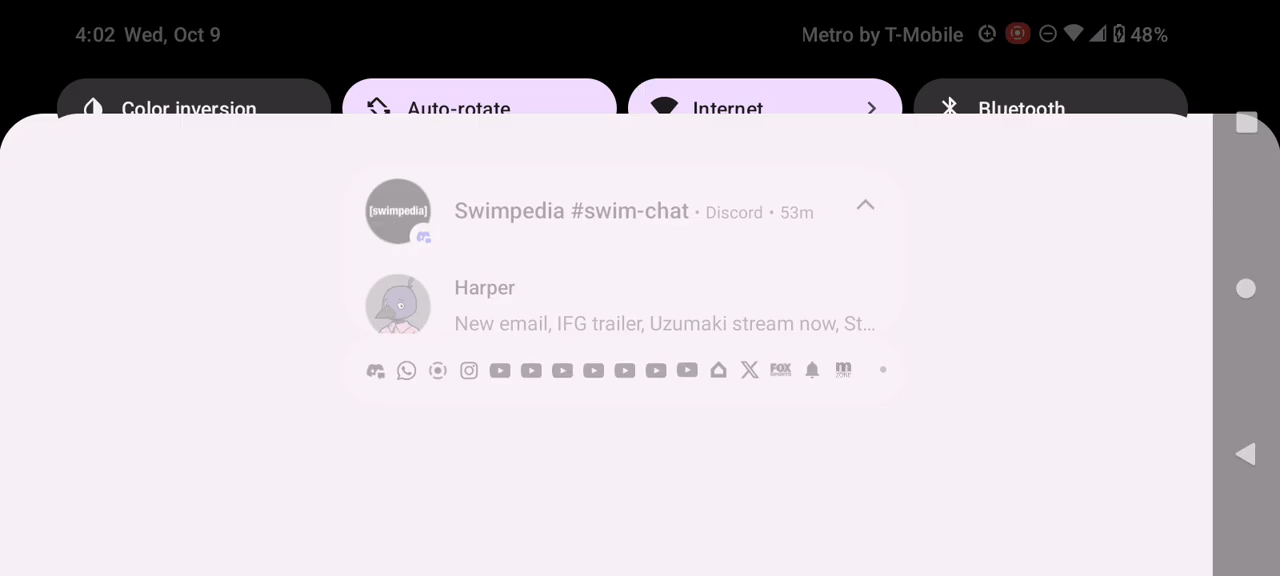 4:02 Wed, Oct 9 Metro by T-Mobile 48%
Color inversion Auto-rotate Internet Bluetooth
[swimpedia] Swimpedia #swim-chat • Discord • 53m
Harper
New email, IFG trailer, Uzumaki stream now, St…
FOX m